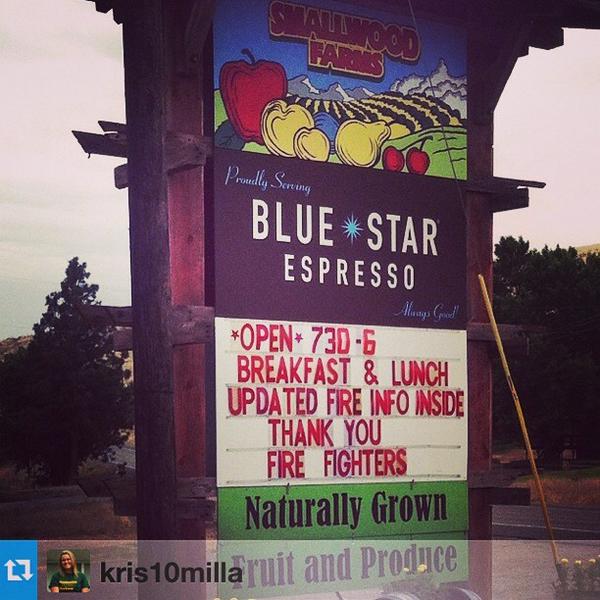 SMALLWOOD
FARMS
Proudly Serving
BLUE STAR
ESPRESSO
Always Good!
*OPEN* 730-6
BREAKFAST & LUNCH
UPDATED FIRE INFO INSIDE
THANK YOU
FIRE FIGHTERS
Naturally Grown
Fruit and Produce
kris10milla